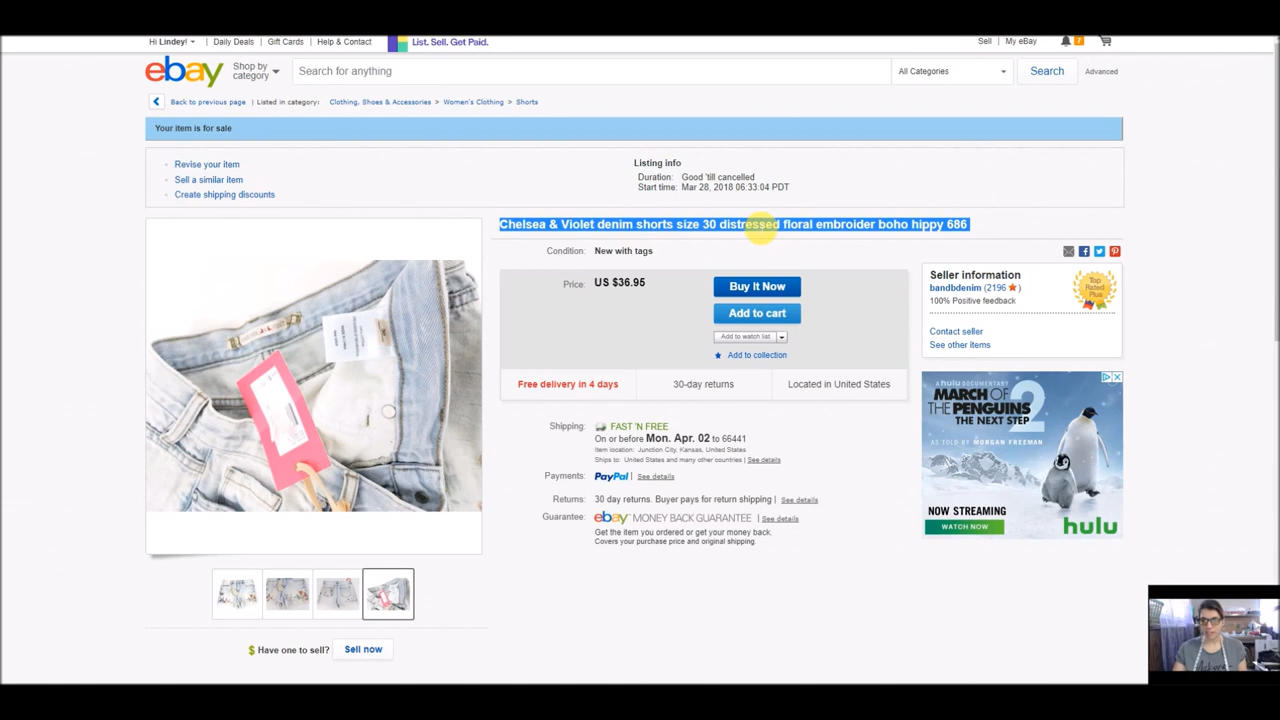 Hi Lindey!
Daily Deals
Gift Cards
Help & Contact
List. Sell. Get Paid.
Sell
My eBay
7
ebay
Shop by category
Search for anything
All Categories
Search
Advanced
Back to previous page | Listed in category: Clothing, Shoes & Accessories > Women's Clothing > Shorts
Your item is for sale
Revise your item
Sell a similar item
Create shipping discounts
Listing info
Duration: Good 'till cancelled
Start time: Mar 28, 2018 06:33:04 PDT
Chelsea & Violet denim shorts size 30 distressed floral embroider boho hippy 686
Condition: New with tags
Price: US $36.95
Buy It Now
Add to cart
Add to watch list
Add to collection
Free delivery in 4 days
30-day returns
Located in United States
Shipping: FAST 'N FREE
On or before Mon. Apr. 02 to 66441
Item location: Junction City, Kansas, United States
Ships to: United States and many other countries | See details
Payments: PayPal | See details
Returns: 30 day returns. Buyer pays for return shipping | See details
Guarantee: ebay MONEY BACK GUARANTEE | See details
Get the item you ordered or get your money back.
Covers your purchase price and original shipping.
Seller information
bandbdenim (2196 )
100% Positive feedback
Top Rated Plus
Contact seller
See other items
a hulu DOCUMENTARY
MARCH OF THE PENGUINS 2
THE NEXT STEP
AS TOLD BY MORGAN FREEMAN
NOW STREAMING
WATCH NOW
hulu
Have one to sell?
Sell now